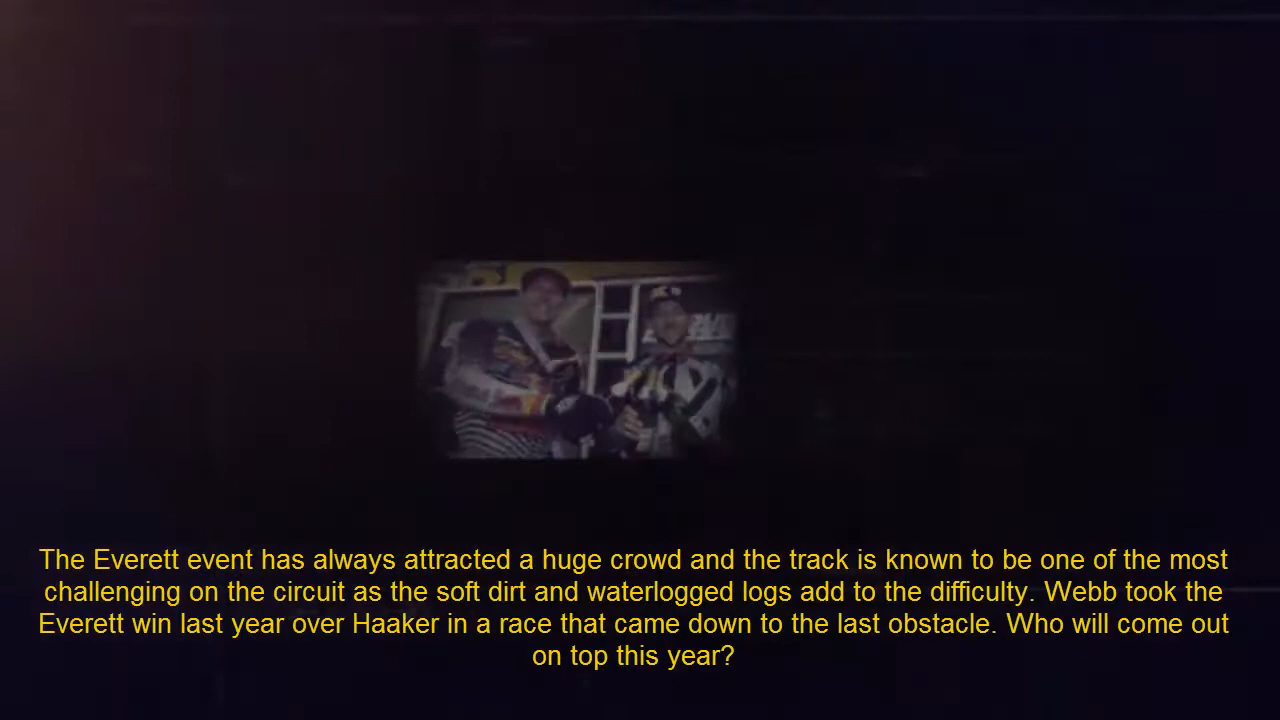 The Everett event has always attracted a huge crowd and the track is known to be one of the most
challenging on the circuit as the soft dirt and waterlogged logs add to the difficulty. Webb took the
Everett win last year over Haaker in a race that came down to the last obstacle. Who will come out
on top this year?